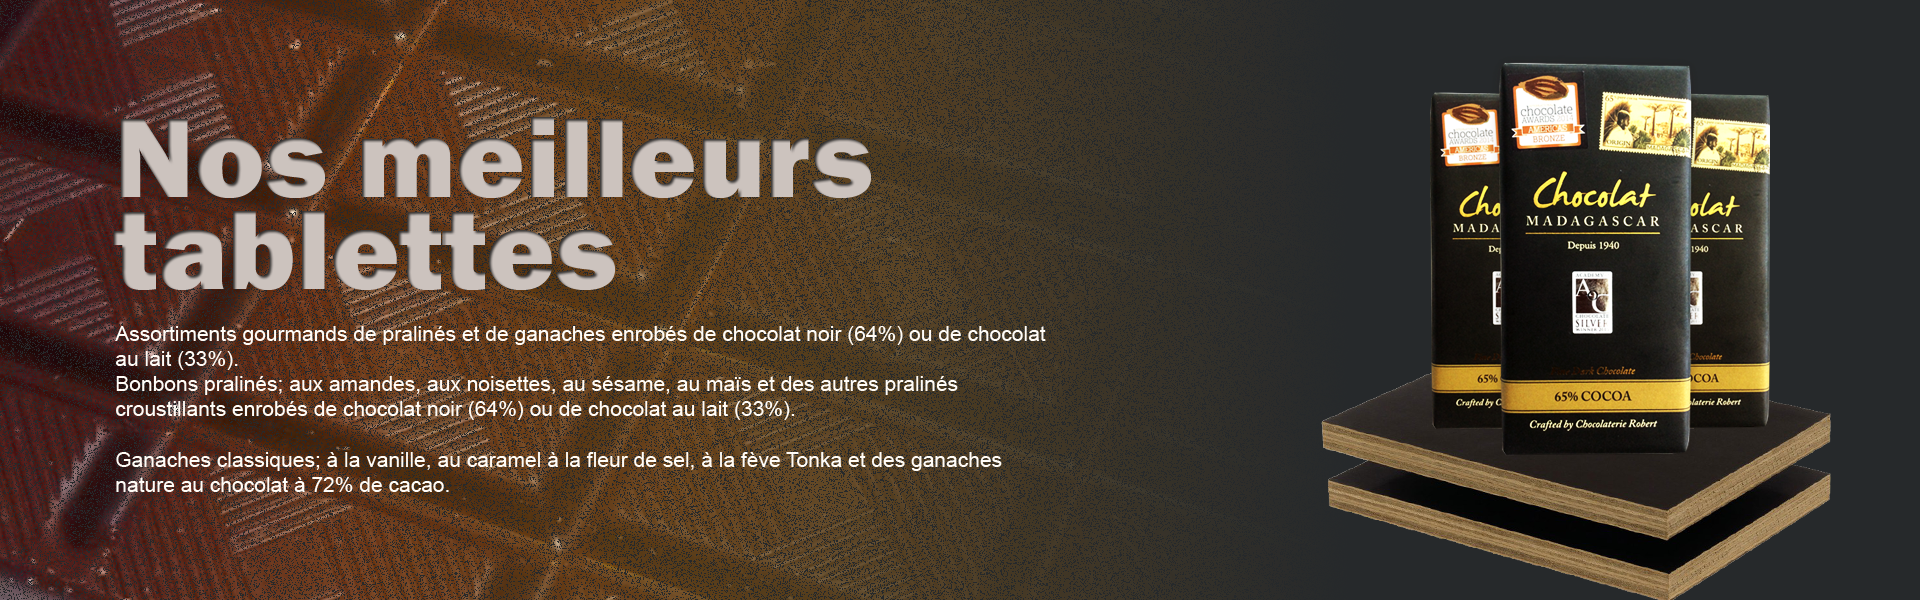 Nos meilleurs
tablettes
Assortiments gourmands de pralinés et de ganaches enrobés de chocolat noir (64%) ou de chocolat
au lait (33%).
Bonbons pralinés; aux amandes, aux noisettes, au sésame, au maïs et des autres pralinés
croustillants enrobés de chocolat noir (64%) ou de chocolat au lait (33%).
Ganaches classiques; à la vanille, au caramel à la fleur de sel, à la fève Tonka et des ganaches
nature au chocolat à 72% de cacao.
chocolate
AWARDS
AMERICAS
BRONZE
ORIGIN
Chocolat
MADAGASCAR
Depuis 1940
ACADEMY
CHOCOLATE
SILVER
Dark Chocolate
65% COCOA
Crafted by Chocolaterie Robert
chocolate
AWARDS 2014
AMERICAS
BRONZE
Cho
MADA
De
65%
Crafted by C
ORIGIN
olat
ASCAR
1940
Chocolate
OCOA
olaterie Robert